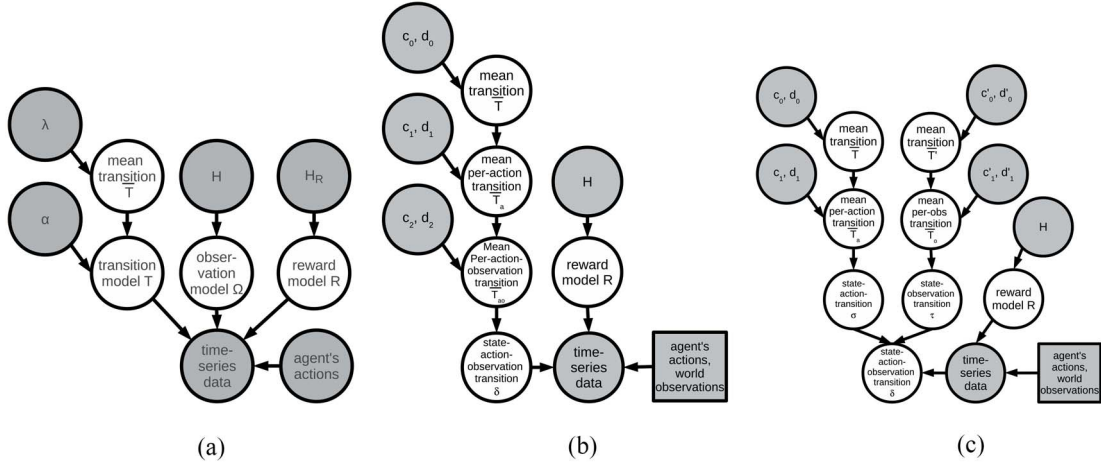 λ
mean
transition
T̅
H
H_R
α
transition
model T
obser-
vation
model Ω
reward
model R
time-
series
data
agent's
actions
(a)
c_0, d_0
mean
transition
T̅
c_1, d_1
mean
per-action
transition
T̅_a
H
c_2, d_2
Mean
Per-action-
observation-
transition
T̅_ao
reward
model R
state-
action-
observation
transition
δ
time-
series
data
agent's
actions,
world
observations
(b)
c_0, d_0
c'_0, d'_0
mean
transition
T̅
mean
transition
T̅'
c_1, d_1
c'_1, d'_1
mean
per-action
transition
T̅_a
mean
per-obs
transition
T̅_o
H
state-
action-
transition
σ
state-
observation
transition
τ
reward
model R
state-
action-
observation
transition
δ
time-
series
data
agent's
actions,
world
observations
(c)